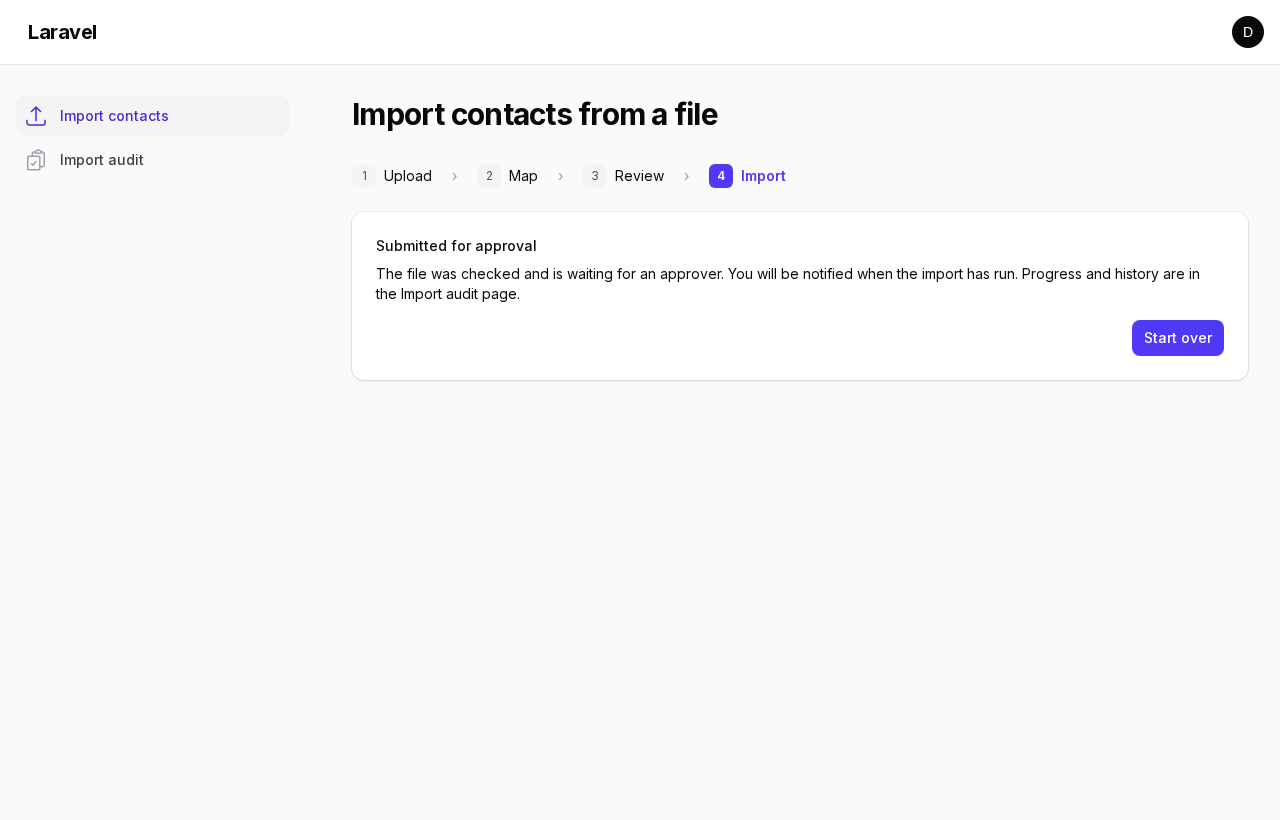 Laravel
D
Import contacts
Import audit
Import contacts from a file
1 Upload › 2 Map › 3 Review › 4 Import
Submitted for approval
The file was checked and is waiting for an approver. You will be notified when the import has run. Progress and history are in
the Import audit page.
Start over